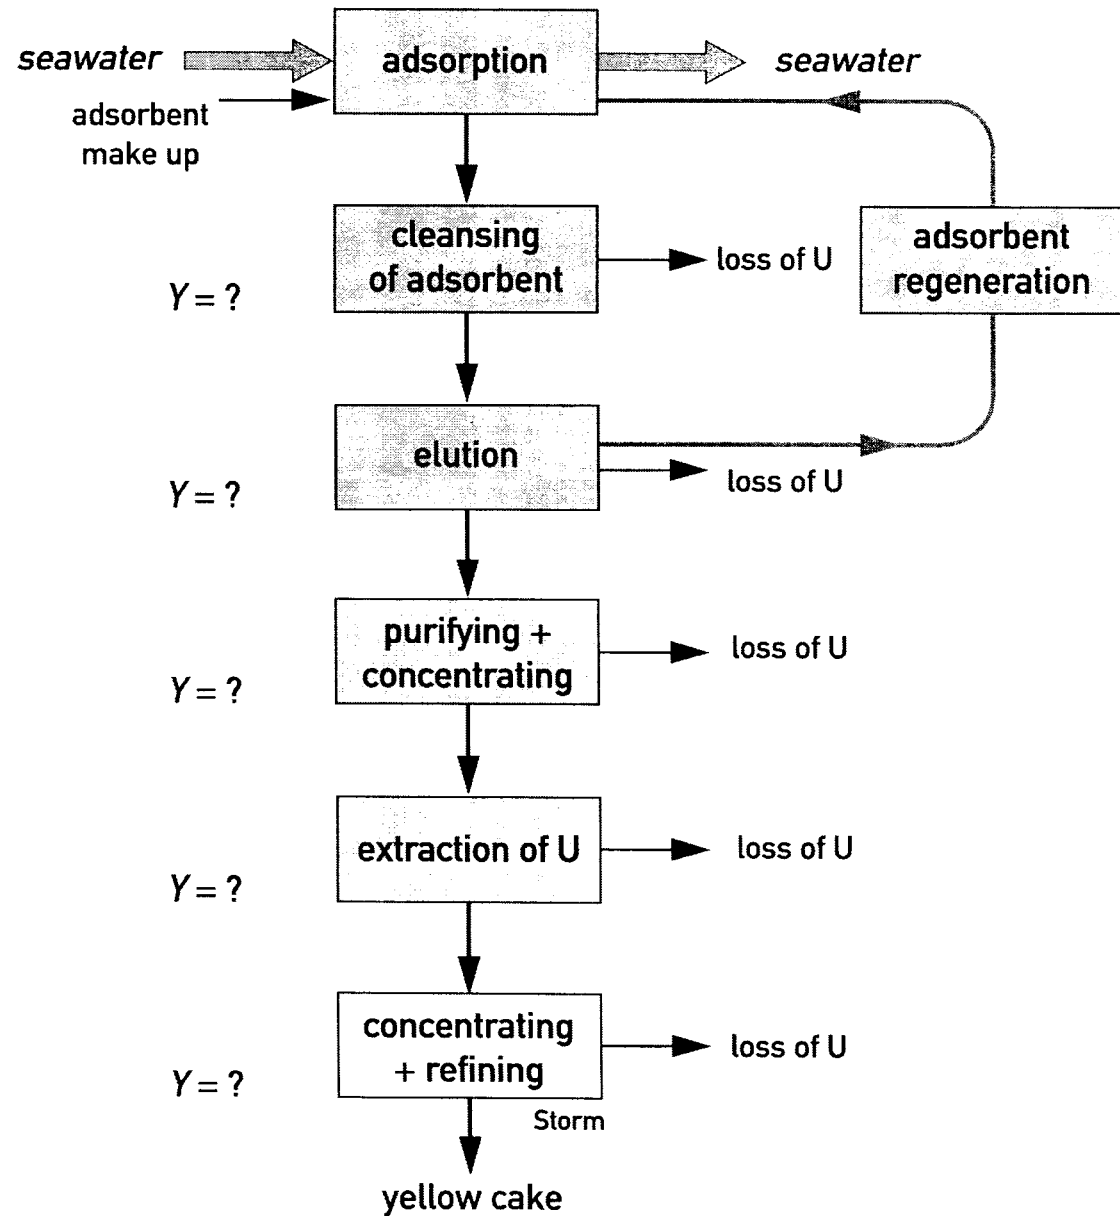 seawater
adsorption
seawater
adsorbent
make up
cleansing
of adsorbent
loss of U
adsorbent
regeneration
Y = ?
elution
loss of U
Y = ?
purifying +
concentrating
loss of U
Y = ?
extraction of U
loss of U
Y = ?
concentrating
+ refining
loss of U
Y = ?
Storm
yellow cake